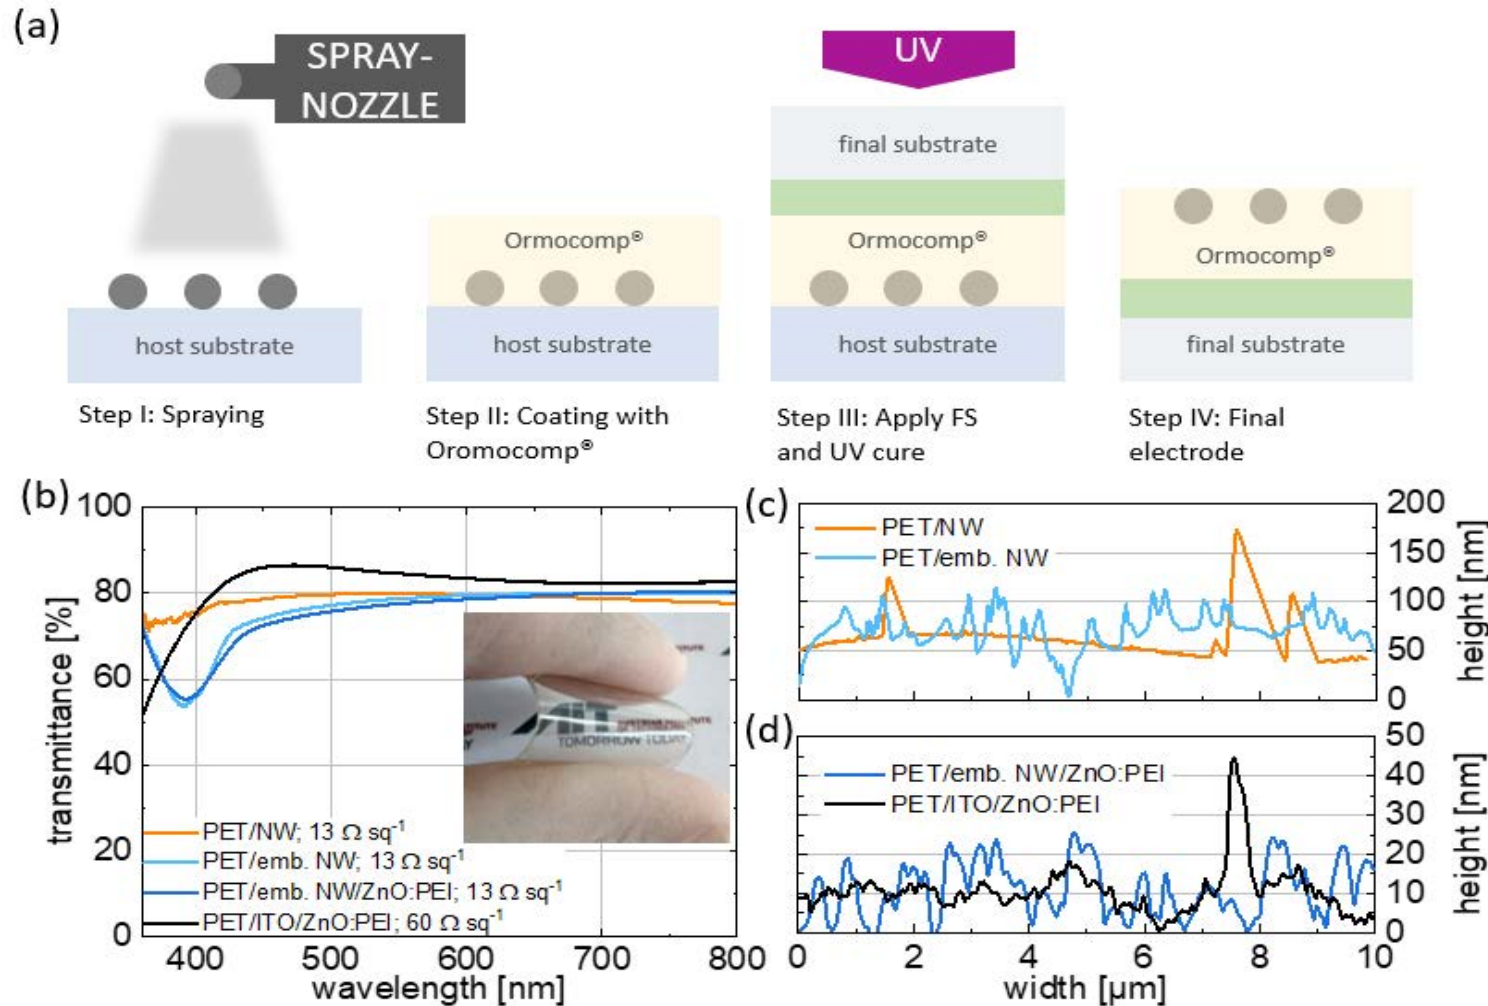 (a)
SPRAY-
NOZZLE
UV
final substrate
Ormocomp®
Ormocomp®
Ormocomp®
host substrate
host substrate
host substrate
final substrate
Step I: Spraying
Step II: Coating with
Oromocomp®
Step III: Apply FS
and UV cure
Step IV: Final
electrode
(b)
100
80
60
40
20
0
transmittance [%]
400
500
600
700
800
wavelength [nm]
PET/NW; 13 Ω sq⁻¹
PET/emb. NW; 13 Ω sq⁻¹
PET/emb. NW/ZnO:PEI; 13 Ω sq⁻¹
PET/ITO/ZnO:PEI; 60 Ω sq⁻¹
TOMORROW TODAY
(c)
PET/NW
PET/emb. NW
200
150
100
50
0
height [nm]
(d)
PET/emb. NW/ZnO:PEI
PET/ITO/ZnO:PEI
50
40
30
20
10
0
height [nm]
0
2
4
6
8
10
width [µm]